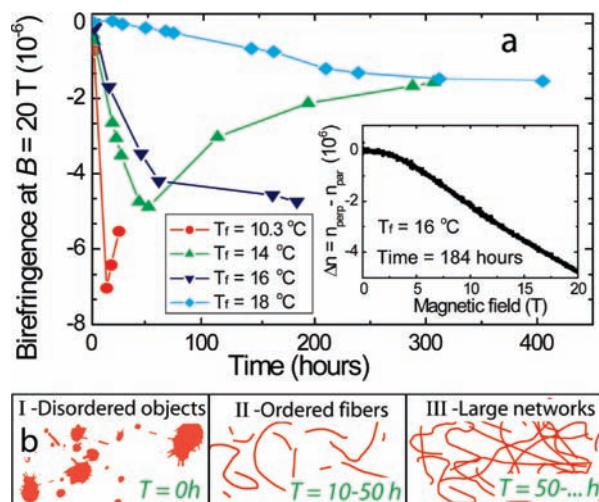 a
Birefringence at B = 20 T (10⁻⁶)
0
-2
-4
-6
-8
0
100
200
300
400
Time (hours)
Tf = 10.3 °C
Tf = 14 °C
Tf = 16 °C
Tf = 18 °C
Δn = nperp - npar (10⁶)
0
-2
-4
Tf = 16 °C
Time = 184 hours
0 5 10 15 20
Magnetic field (T)
b
I -Disordered objects
T = 0h
II -Ordered fibers
T = 10-50 h
III -Large networks
T = 50-... h